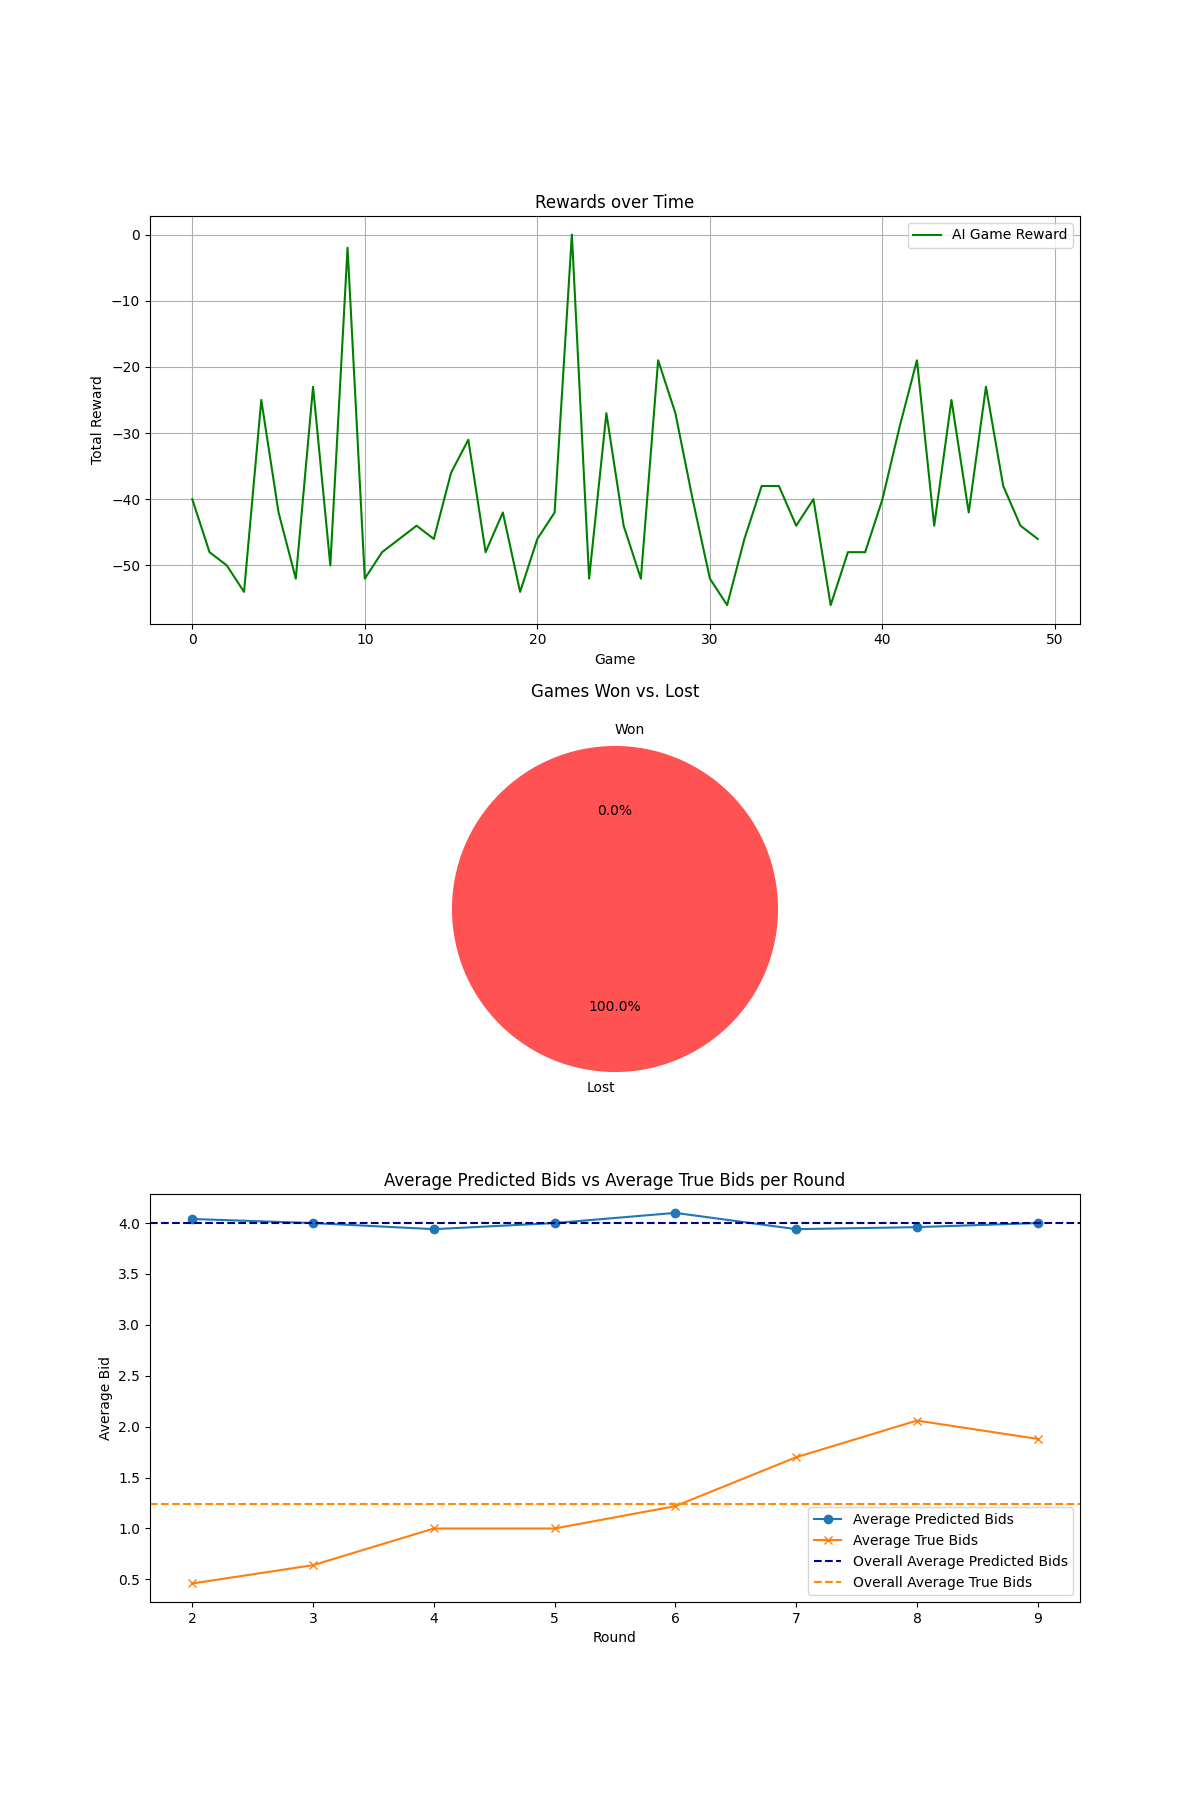 Rewards over Time
AI Game Reward
0
−10
−20
−30
−40
−50
Total Reward
0 10 20 30 40 50
Game
Games Won vs. Lost
Won
0.0%
100.0%
Lost
Average Predicted Bids vs Average True Bids per Round
4.0
3.5
3.0
2.5
2.0
1.5
1.0
0.5
Average Bid
Average Predicted Bids
Average True Bids
Overall Average Predicted Bids
Overall Average True Bids
2 3 4 5 6 7 8 9
Round